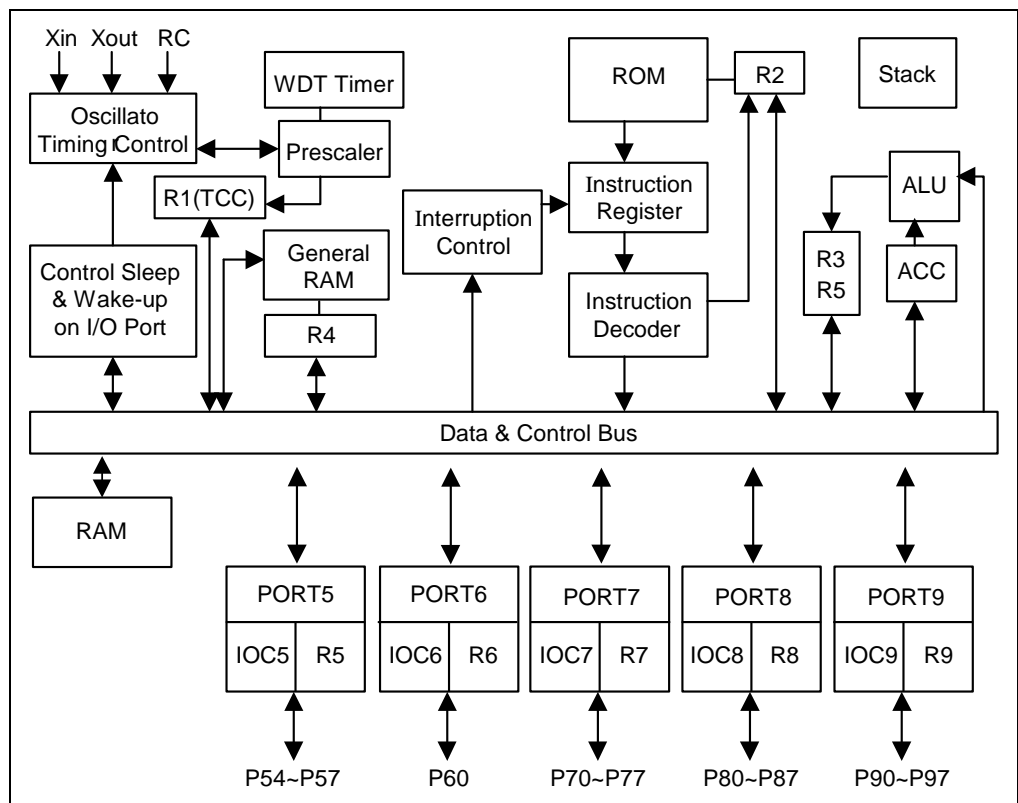 Xin Xout RC
WDT Timer
ROM
R2
Stack
Oscillato
Timing Control
r
Prescaler
R1(TCC)
Instruction
Register
ALU
Interruption
Control
General
RAM
Control Sleep
& Wake-up
on I/O Port
R3
R5
ACC
Instruction
Decoder
R4
Data & Control Bus
RAM
PORT5
PORT6
PORT7
PORT8
PORT9
IOC5 R5
IOC6 R6
IOC7 R7
IOC8 R8
IOC9 R9
P54~P57
P60
P70~P77
P80~P87
P90~P97